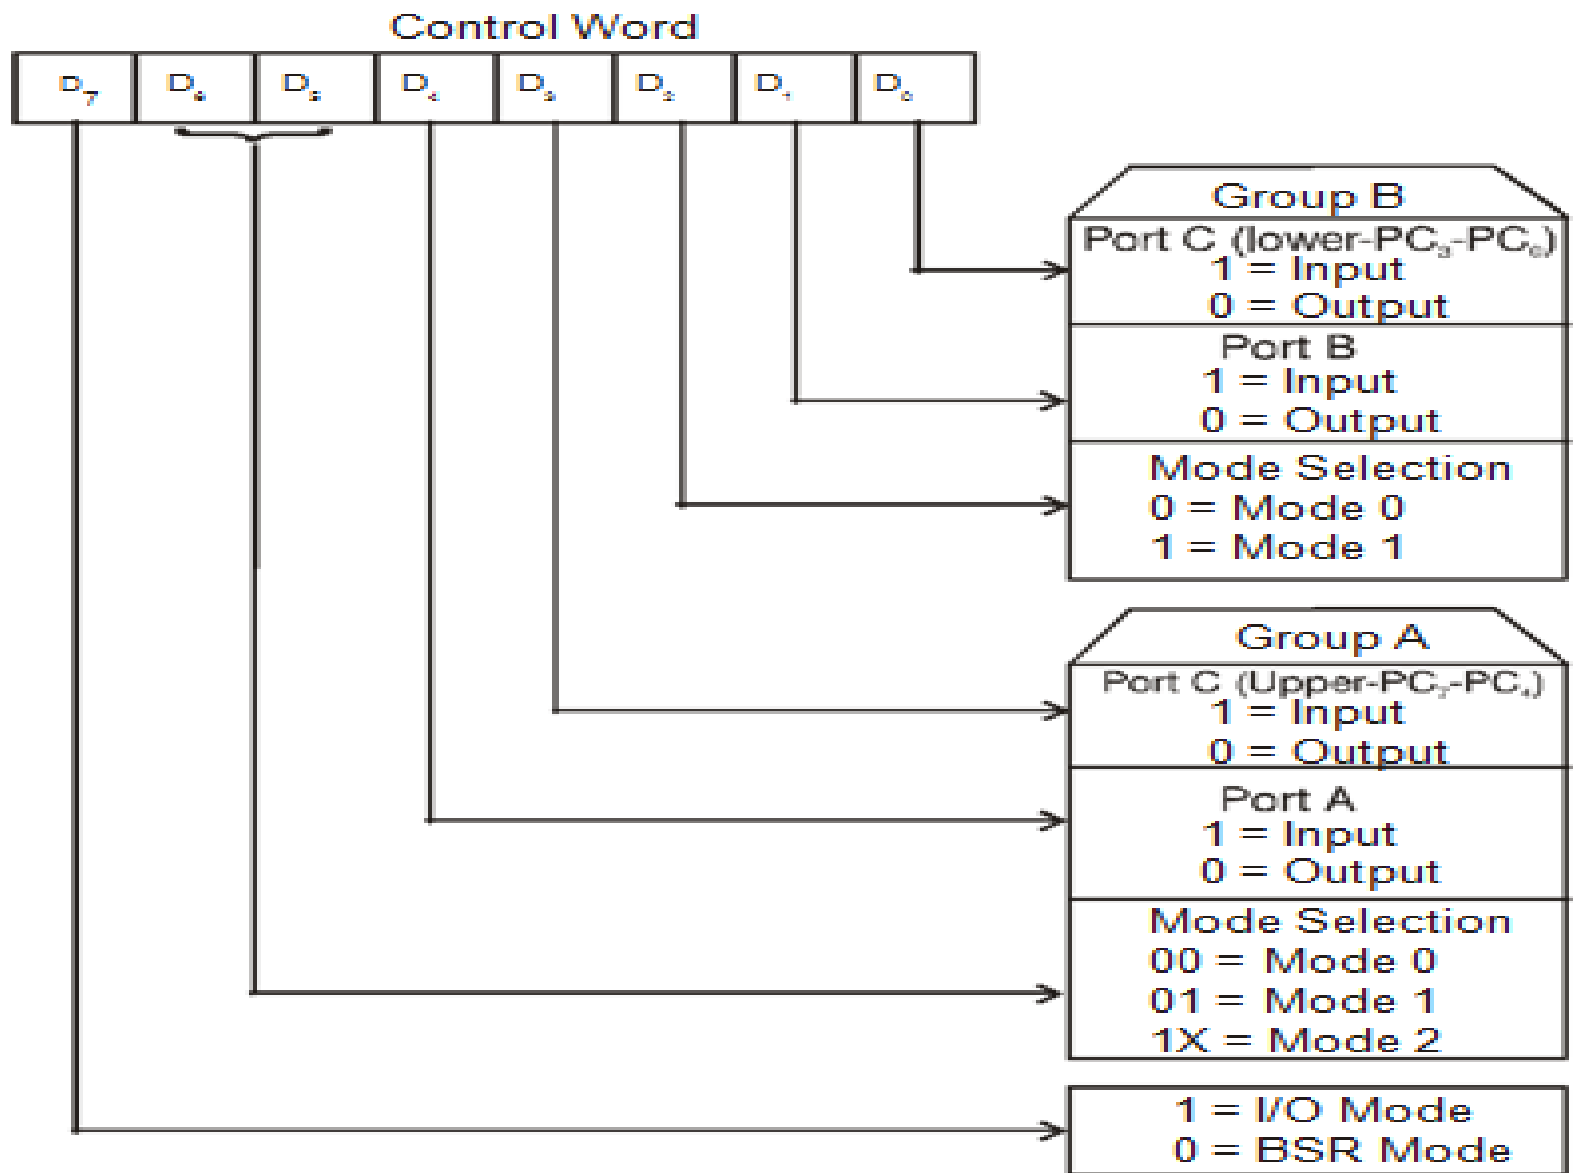 Control Word
D7 D6 D5 D4 D3 D2 D1 D0
Group B
Port C (lower-PC3-PC0)
1 = Input
0 = Output
Port B
1 = Input
0 = Output
Mode Selection
0 = Mode 0
1 = Mode 1
Group A
Port C (Upper-PC7-PC4)
1 = Input
0 = Output
Port A
1 = Input
0 = Output
Mode Selection
00 = Mode 0
01 = Mode 1
1X = Mode 2
1 = I/O Mode
0 = BSR Mode